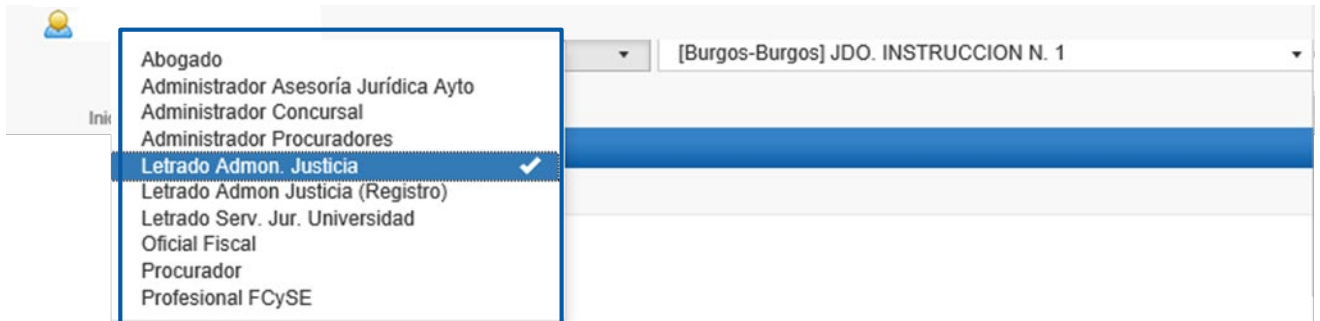 [Burgos-Burgos] JDO. INSTRUCCION N. 1
Inic
Abogado
Administrador Asesoría Jurídica Ayto
Administrador Concursal
Administrador Procuradores
Letrado Admon. Justicia
Letrado Admon Justicia (Registro)
Letrado Serv. Jur. Universidad
Oficial Fiscal
Procurador
Profesional FCySE